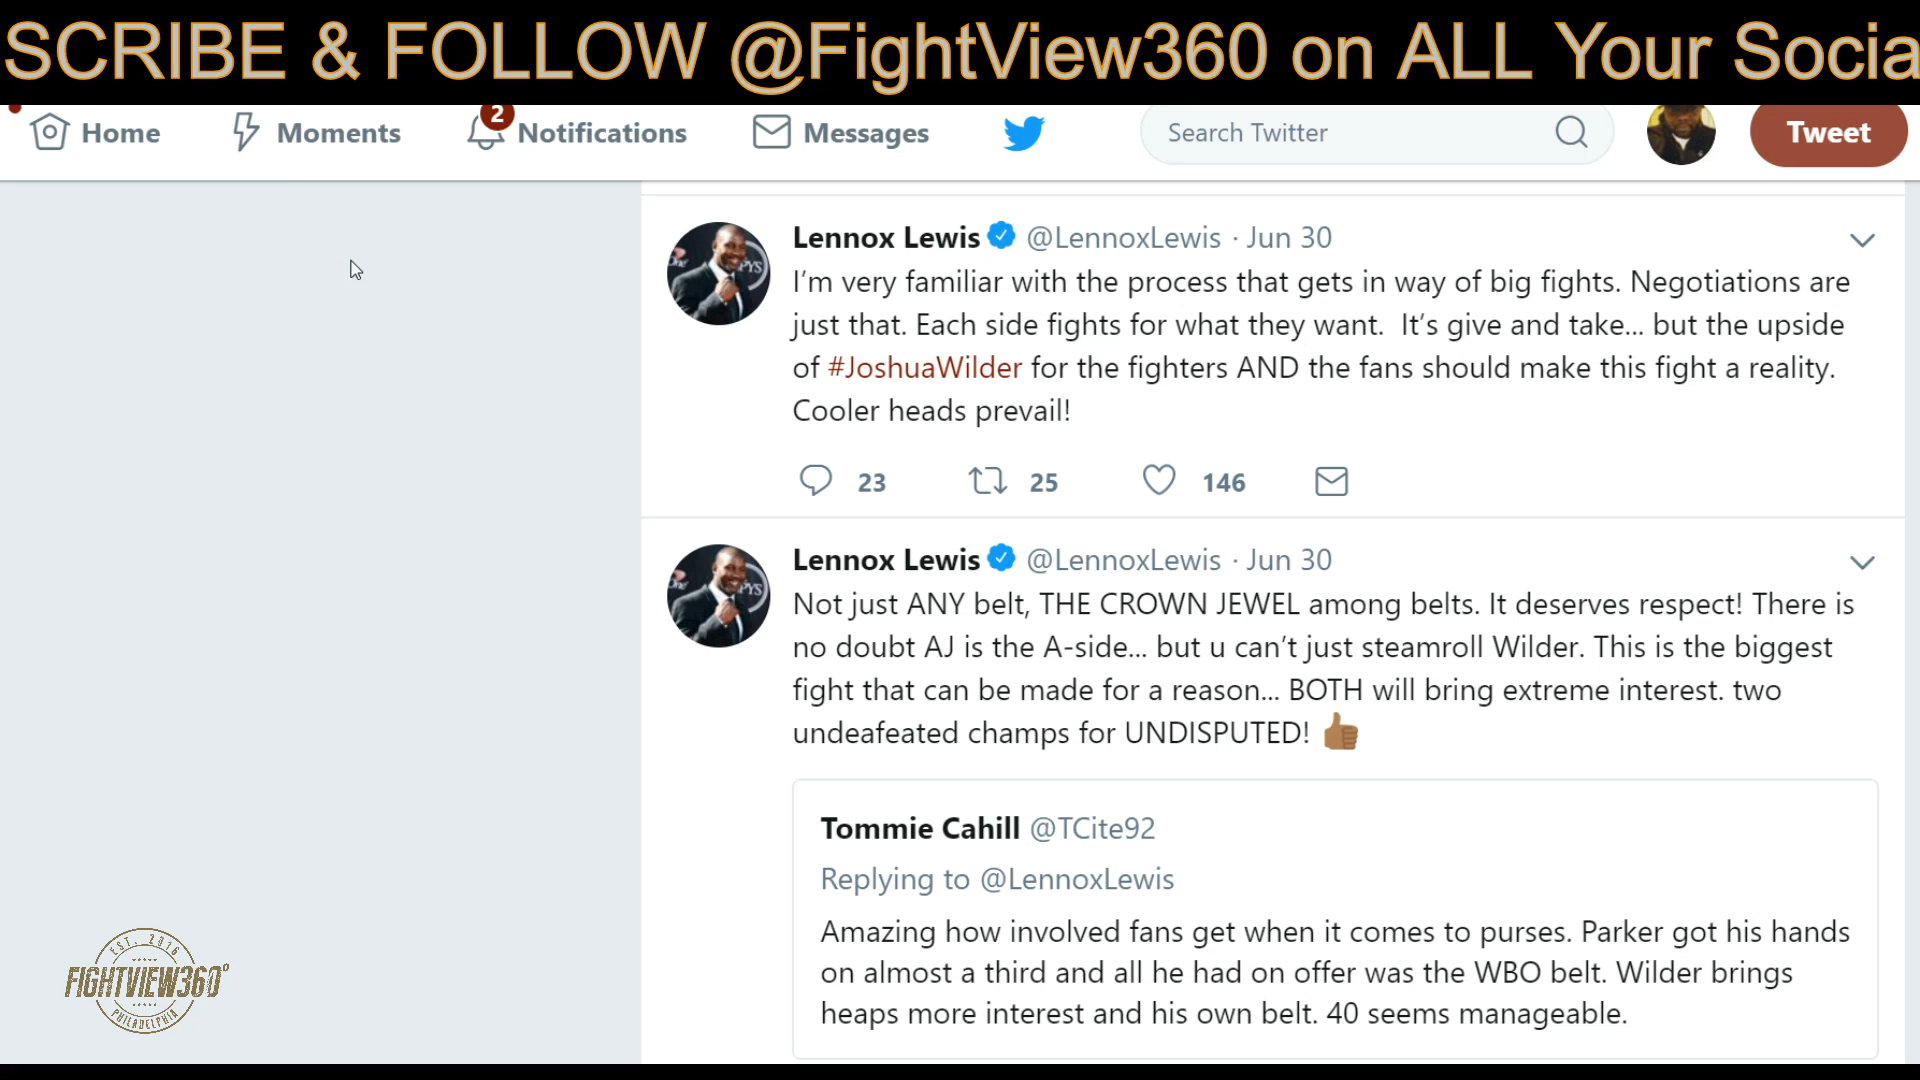 SCRIBE & FOLLOW @FightView360 on ALL Your Socia
Home
Moments
2
Notifications
Messages
Search Twitter
Tweet
Lennox Lewis @LennoxLewis · Jun 30
I'm very familiar with the process that gets in way of big fights. Negotiations are
just that. Each side fights for what they want.  It's give and take... but the upside
of #JoshuaWilder for the fighters AND the fans should make this fight a reality.
Cooler heads prevail!
23
25
146
Lennox Lewis @LennoxLewis · Jun 30
Not just ANY belt, THE CROWN JEWEL among belts. It deserves respect! There is
no doubt AJ is the A-side... but u can't just steamroll Wilder. This is the biggest
fight that can be made for a reason... BOTH will bring extreme interest. two
undeafeated champs for UNDISPUTED! 👍🏾
Tommie Cahill @TCite92
Replying to @LennoxLewis
Amazing how involved fans get when it comes to purses. Parker got his hands
on almost a third and all he had on offer was the WBO belt. Wilder brings
heaps more interest and his own belt. 40 seems manageable.
EST. 2016
FIGHTVIEW360°
PHILADELPHIA